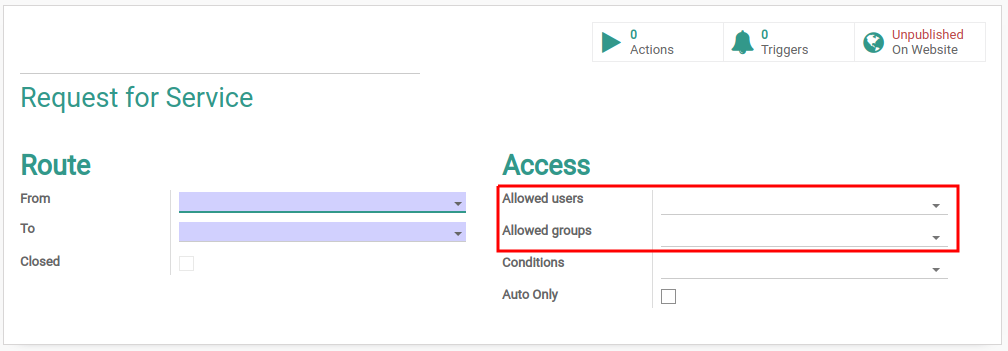 0
Actions
0
Triggers
Unpublished
On Website
Request for Service
Route
From
To
Closed
Access
Allowed users
Allowed groups
Conditions
Auto Only